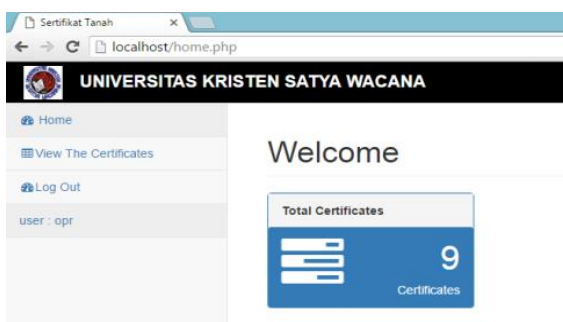 Sertifikat Tanah
localhost/home.php
UNIVERSITAS KRISTEN SATYA WACANA
Home
View The Certificates
Log Out
user : opr
Welcome
Total Certificates
9
Certificates